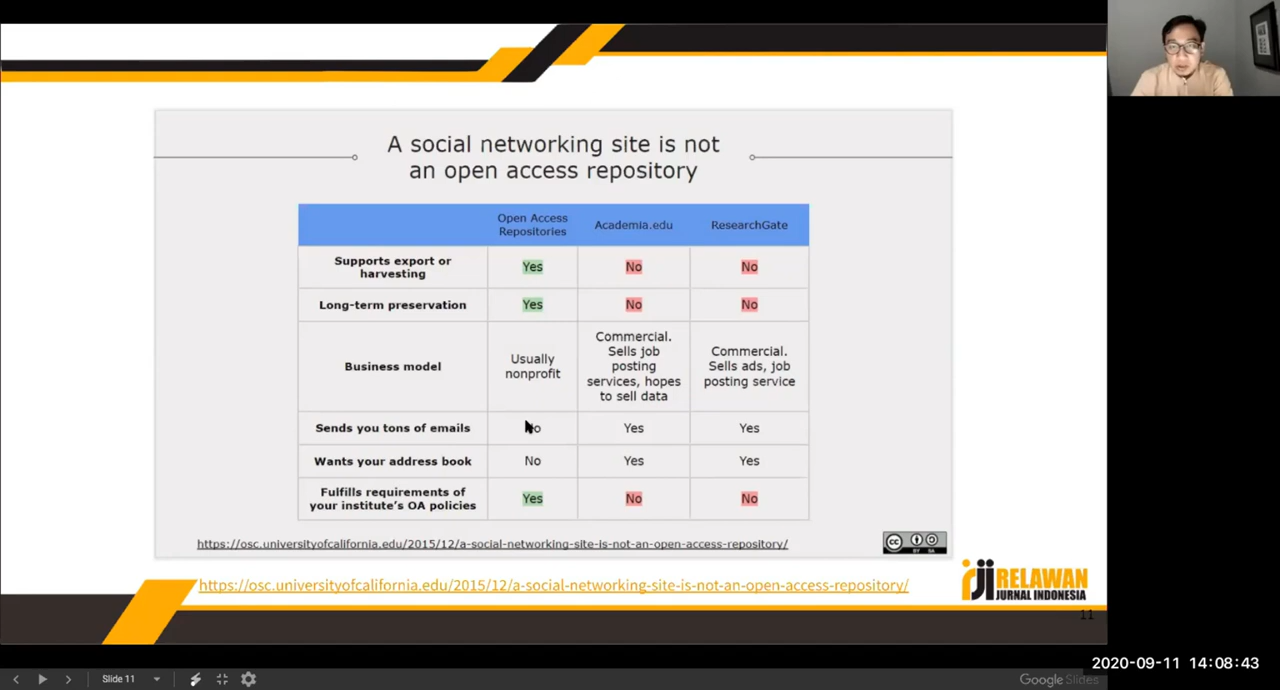 A social networking site is not
an open access repository
Open Access
Repositories
Academia.edu
ResearchGate
Supports export or
harvesting
Yes
No
No
Long-term preservation
Yes
No
No
Business model
Usually
nonprofit
Commercial.
Sells job
posting
services, hopes
to sell data
Commercial.
Sells ads, job
posting service
Sends you tons of emails
No
Yes
Yes
Wants your address book
No
Yes
Yes
Fulfills requirements of
your institute's OA policies
Yes
No
No
https://osc.universityofcalifornia.edu/2015/12/a-social-networking-site-is-not-an-open-access-repository/
cc
BY SA
https://osc.universityofcalifornia.edu/2015/12/a-social-networking-site-is-not-an-open-access-repository/
rji RELAWAN
JURNAL INDONESIA
11
2020-09-11 14:08:43
Slide 11
Google Slides